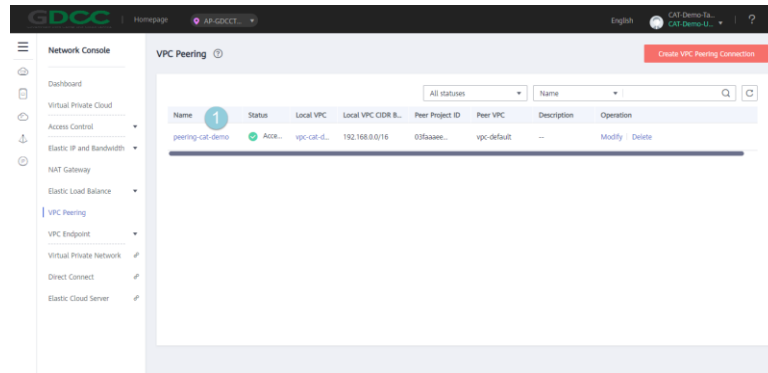 GDCC Homepage AP-GDCCT... English CAT-Demo-Ta...
CAT-Demo-U... ?
Network Console
VPC Peering ?
Create VPC Peering Connection
Dashboard
Virtual Private Cloud
Access Control
Elastic IP and Bandwidth
NAT Gateway
Elastic Load Balance
VPC Peering
VPC Endpoint
Virtual Private Network
Direct Connect
Elastic Cloud Server
All statuses Name
Name 1 Status Local VPC Local VPC CIDR B... Peer Project ID Peer VPC Description Operation
peering-cat-demo Acce... vpc-cat-d... 192.168.0.0/16 03faaaee... vpc-default -- Modify Delete